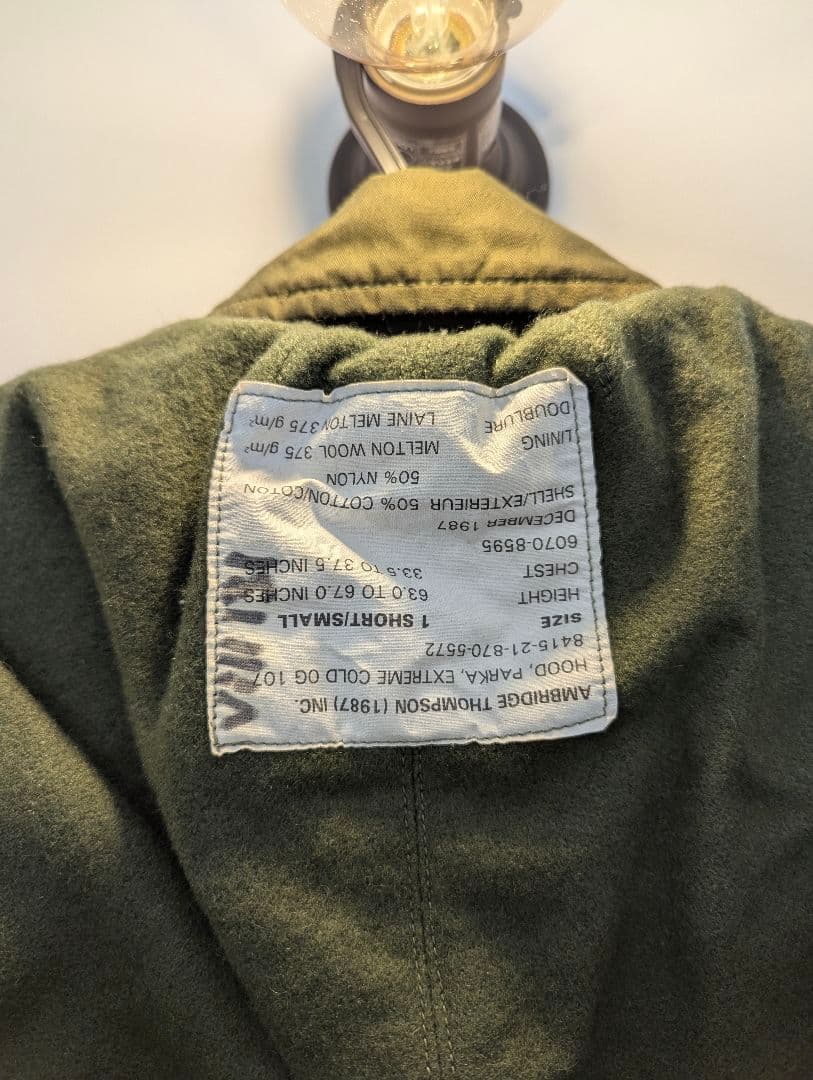 AMBRIDGE THOMPSON (1987) INC.
HOOD, PARKA, EXTREME COLD OG 107
8415-21-870-5572
SIZE 1 SHORT/SMALL
HEIGHT 63.0 TO 67.0 INCHES
CHEST 33.5 TO 37.5 INCHES
6070-8595
DECEMBER 1987
SHELL/EXTERIEUR 50% COTTON/COTON
50% NYLON
LINING MELTON WOOL 375 g/m²
DOUBLURE LAINE MELTON 375 g/m²